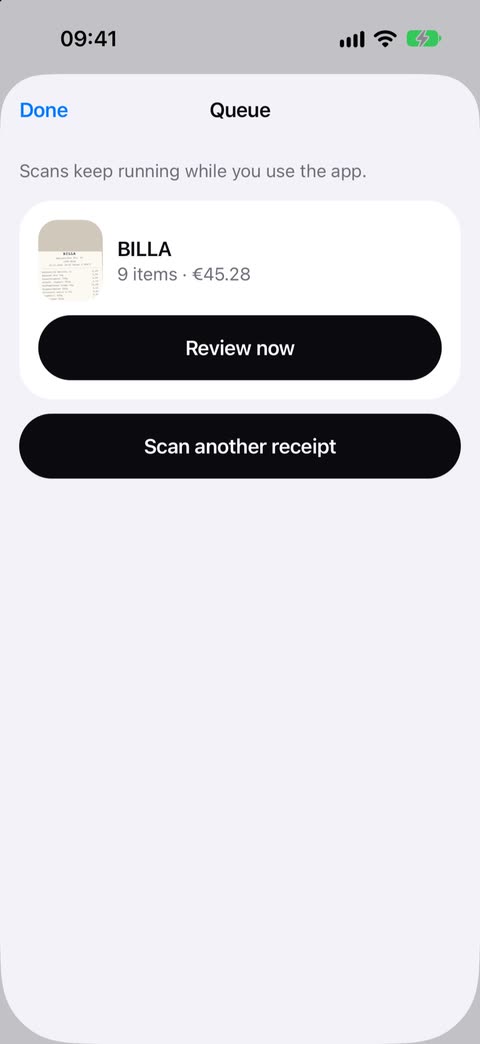 09:41
Done
Queue
Scans keep running while you use the app.
BILLA
BILLA
9 items · €45.28
Review now
Scan another receipt